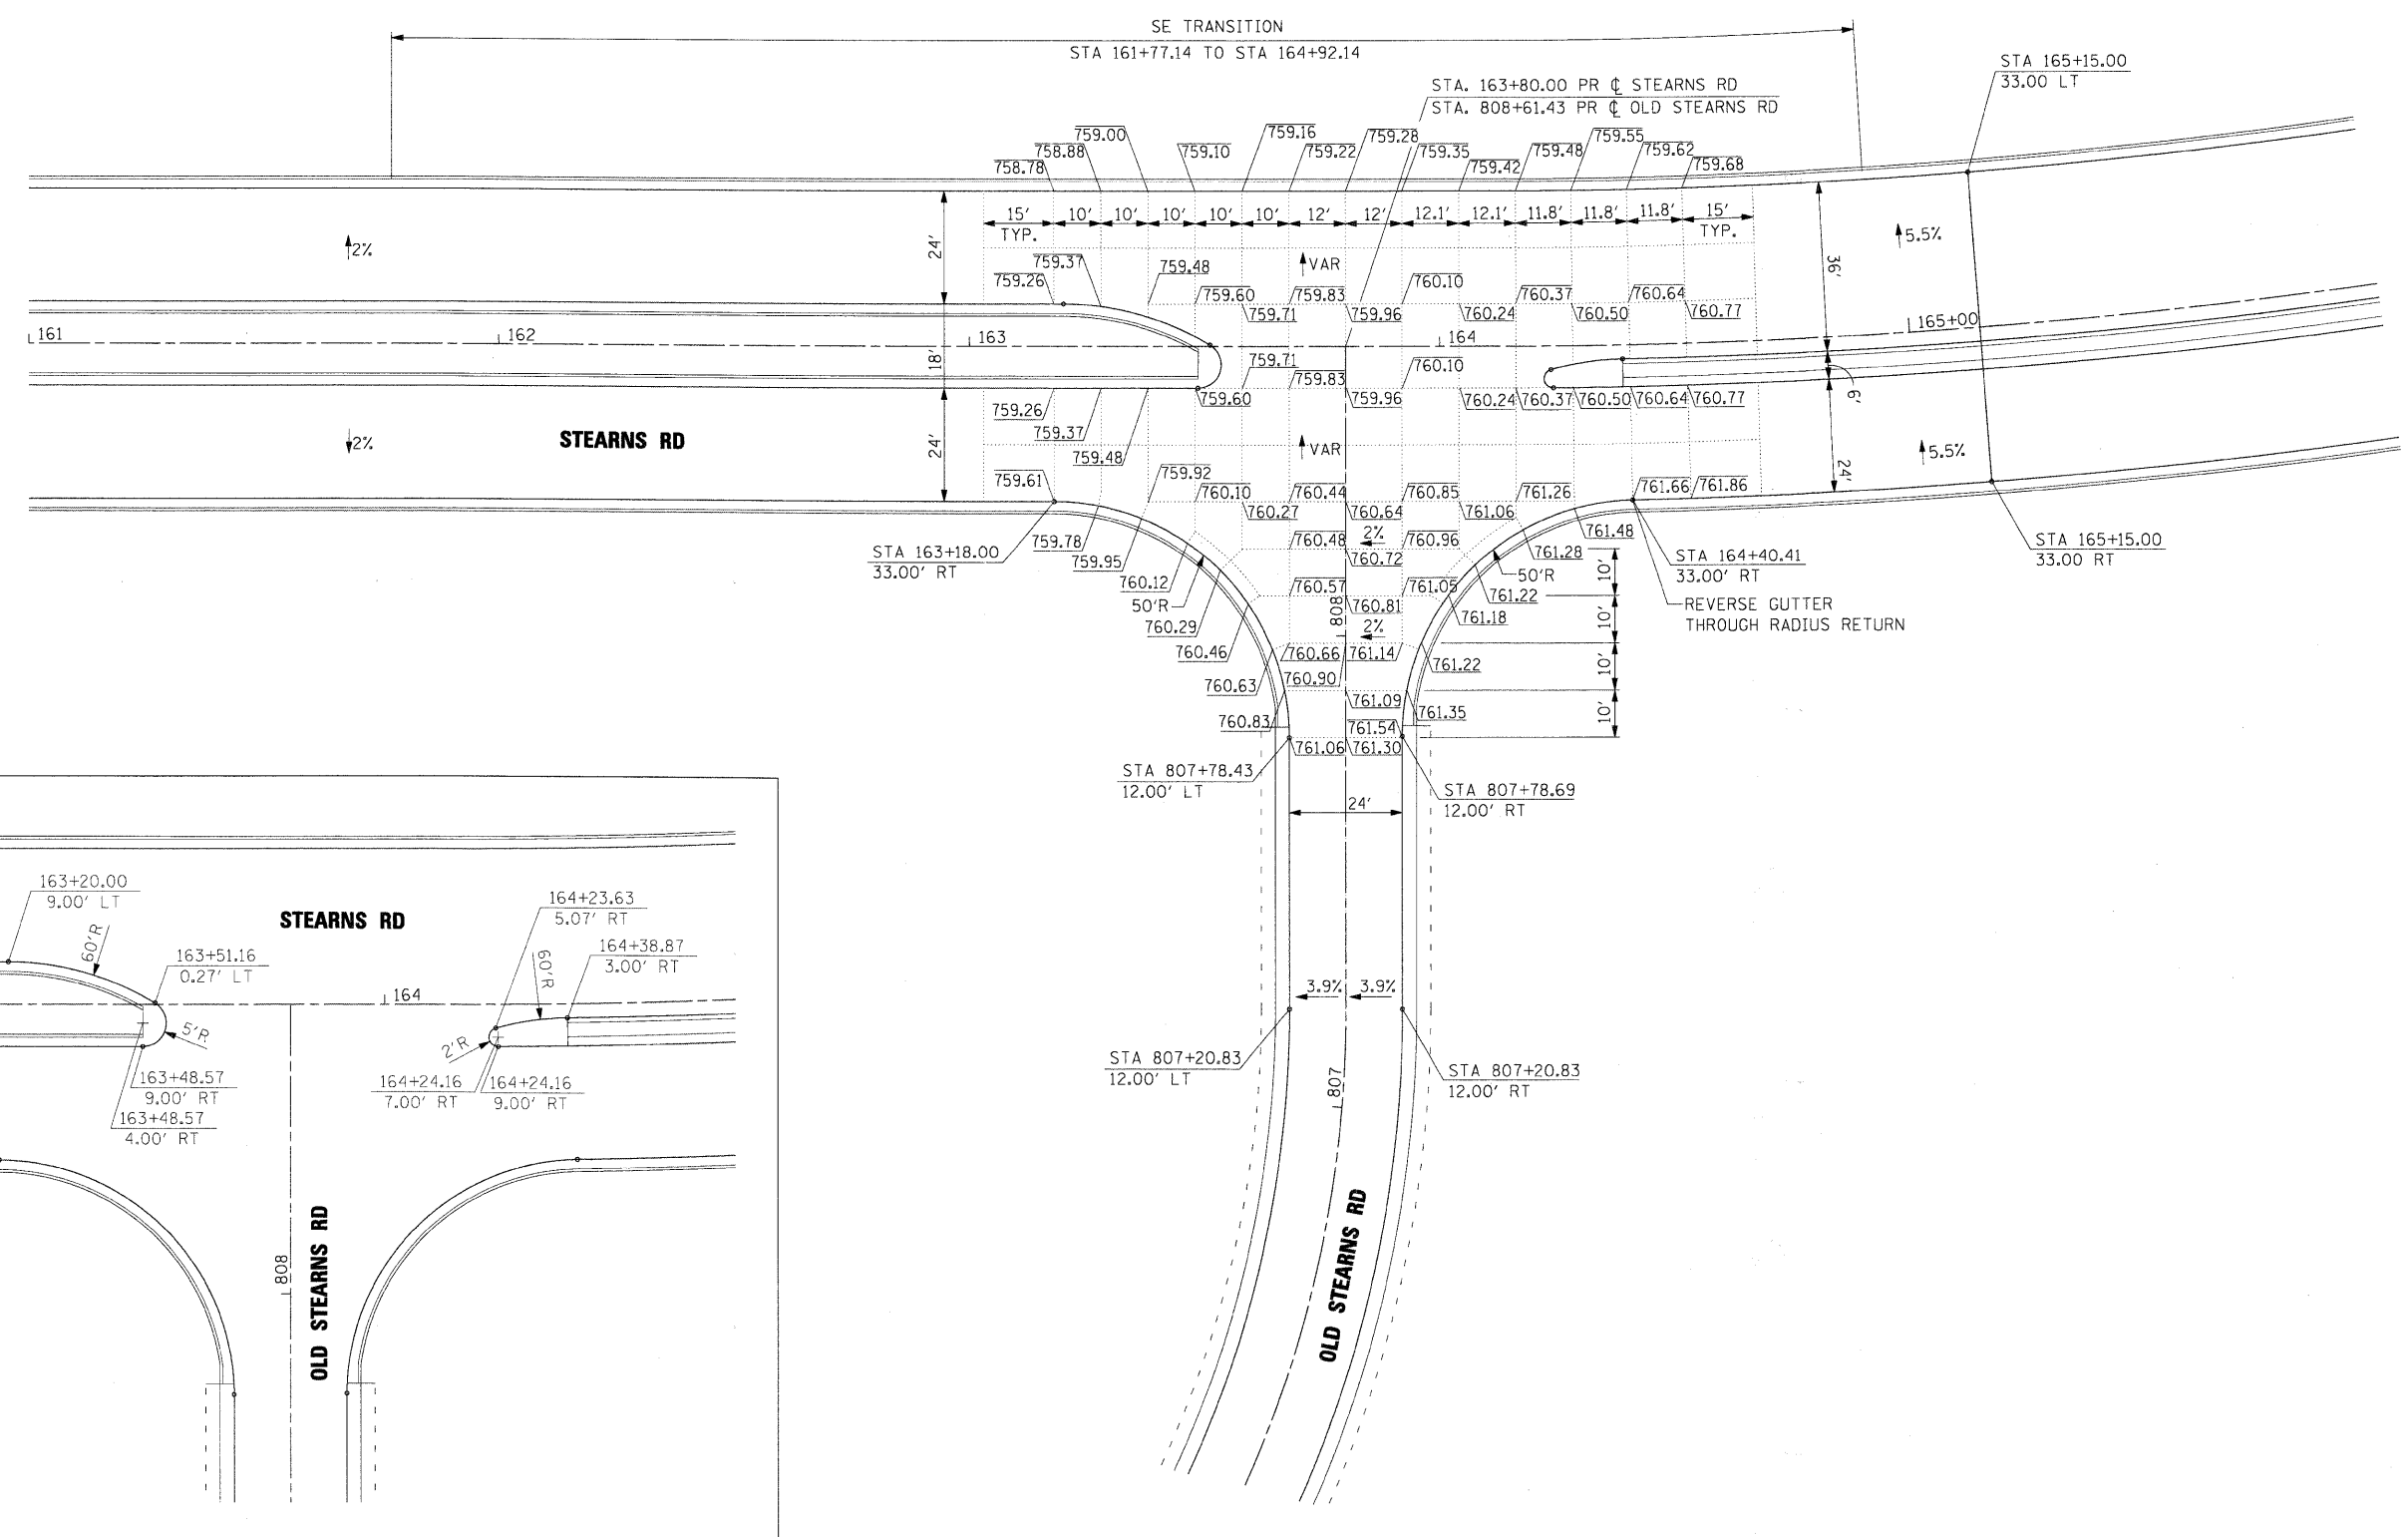 SE TRANSITION
STA 161+77.14 TO STA 164+92.14
STA 165+15.00
33.00 LT
STA. 163+80.00 PR ℄ STEARNS RD
STA. 808+61.43 PR ℄ OLD STEARNS RD
758.78
758.88
759.00
759.10
759.16
759.22
759.28
759.35
759.42
759.48
759.55
759.62
759.68
15'
TYP.
10'
10'
10'
10'
10'
12'
12'
12.1'
12.1'
11.8'
11.8'
11.8'
15'
TYP.
24'
2%
VAR
36'
5.5%
759.26
759.37
759.48
759.60
759.71
759.83
759.96
760.10
760.24
760.37
760.50
760.64
760.77
161
162
163
164
165+00
18'
6'
759.26
759.37
759.48
759.60
759.71
759.83
759.96
760.10
760.24
760.37
760.50
760.64
760.77
2%
STEARNS RD
24'
VAR
24'
5.5%
759.61
759.92
760.10
760.27
760.44
760.64
760.85
761.06
761.26
761.66
761.86
STA 163+18.00
33.00' RT
759.78
759.95
760.12
50'R
760.29
760.46
760.63
760.83
760.48
2%
760.72
760.96
760.57
808
760.81
761.05
2%
760.66
761.14
760.90
761.09
761.54
761.06
761.30
761.48
761.28
50'R
761.22
761.18
761.22
761.35
10'
10'
10'
10'
STA 164+40.41
33.00' RT
REVERSE GUTTER
THROUGH RADIUS RETURN
STA 165+15.00
33.00 RT
STA 807+78.43
12.00' LT
STA 807+78.69
12.00' RT
24'
3.9%
3.9%
STA 807+20.83
12.00' LT
STA 807+20.83
12.00' RT
807
OLD STEARNS RD
163+20.00
9.00' LT
60'R
163+51.16
0.27' LT
STEARNS RD
164+23.63
5.07' RT
60'R
164+38.87
3.00' RT
164
5'R
2'R
163+48.57
9.00' RT
163+48.57
4.00' RT
164+24.16
7.00' RT
164+24.16
9.00' RT
808
OLD STEARNS RD